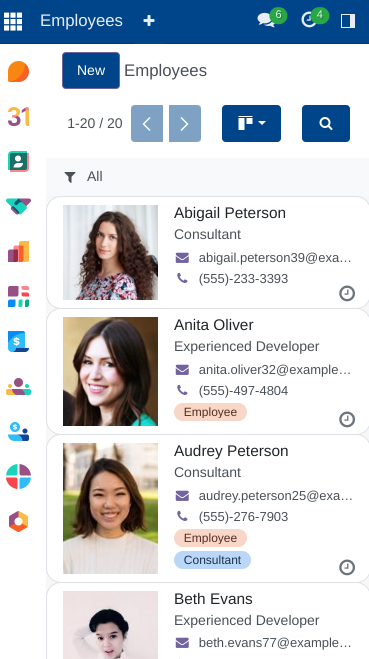 Employees
6
4
New Employees
1-20 / 20
All
31
Abigail Peterson
Consultant
abigail.peterson39@exa...
(555)-233-3393
Anita Oliver
Experienced Developer
anita.oliver32@example...
(555)-497-4804
Employee
Audrey Peterson
Consultant
audrey.peterson25@exa...
(555)-276-7903
Employee
Consultant
Beth Evans
Experienced Developer
beth.evans77@example...